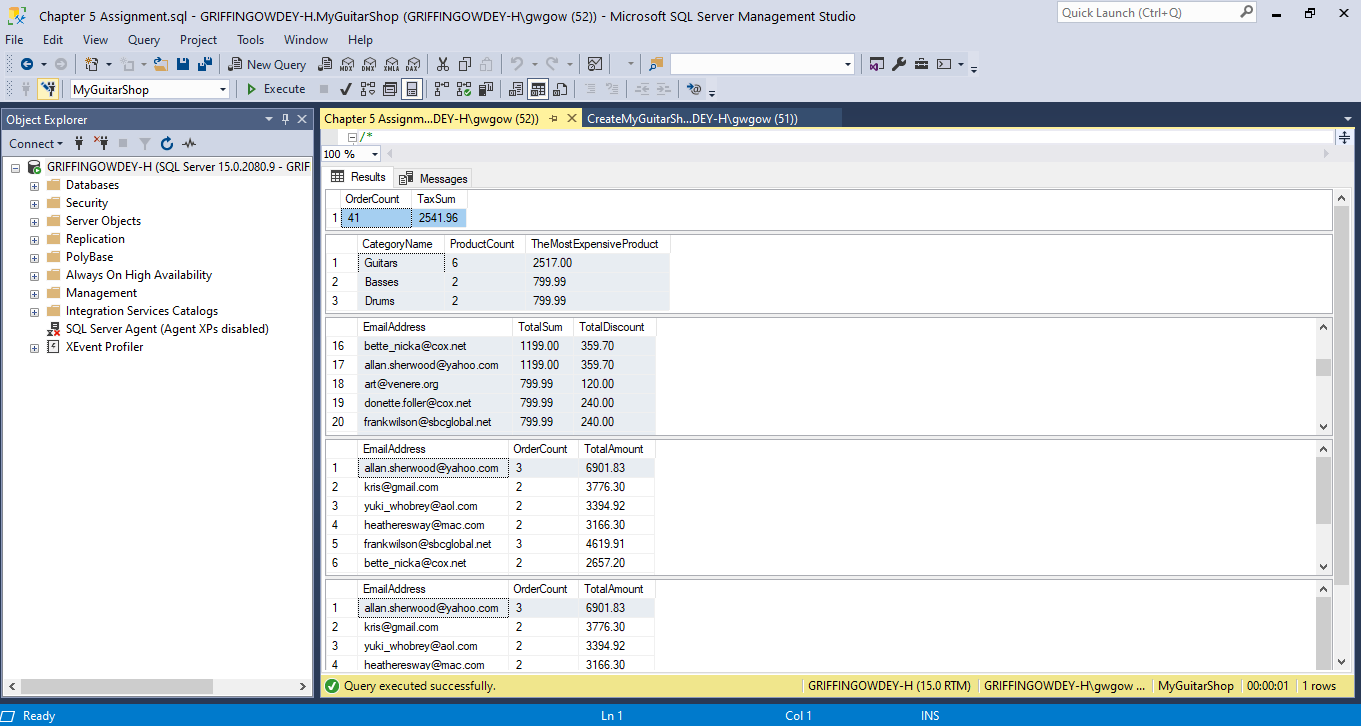 Chapter 5 Assignment.sql - GRIFFINGOWDEY-H.MyGuitarShop (GRIFFINGOWDEY-H\gwgow (52)) - Microsoft SQL Server Management Studio
Quick Launch (Ctrl+Q)
File Edit View Query Project Tools Window Help
New Query MDX DMX XMLA DAX
MyGuitarShop Execute
Object Explorer
Chapter 5 Assignm...DEY-H\gwgow (52)) CreateMyGuitarSh...DEY-H\gwgow (51))
Connect
/*
100 %
GRIFFINGOWDEY-H (SQL Server 15.0.2080.9 - GRIF
Databases
Security
Server Objects
Replication
PolyBase
Always On High Availability
Management
Integration Services Catalogs
SQL Server Agent (Agent XPs disabled)
XEvent Profiler
Results Messages
OrderCount TaxSum
1 41 2541.96
CategoryName ProductCount TheMostExpensiveProduct
1 Guitars 6 2517.00
2 Basses 2 799.99
3 Drums 2 799.99
EmailAddress TotalSum TotalDiscount
16 bette_nicka@cox.net 1199.00 359.70
17 allan.sherwood@yahoo.com 1199.00 359.70
18 art@venere.org 799.99 120.00
19 donette.foller@cox.net 799.99 240.00
20 frankwilson@sbcglobal.net 799.99 240.00
EmailAddress OrderCount TotalAmount
1 allan.sherwood@yahoo.com 3 6901.83
2 kris@gmail.com 2 3776.30
3 yuki_whobrey@aol.com 2 3394.92
4 heatheresway@mac.com 2 3166.30
5 frankwilson@sbcglobal.net 3 4619.91
6 bette_nicka@cox.net 2 2657.20
EmailAddress OrderCount TotalAmount
1 allan.sherwood@yahoo.com 3 6901.83
2 kris@gmail.com 2 3776.30
3 yuki_whobrey@aol.com 2 3394.92
4 heatheresway@mac.com 2 3166.30
Query executed successfully. GRIFFINGOWDEY-H (15.0 RTM) GRIFFINGOWDEY-H\gwgow ... MyGuitarShop 00:00:01 1 rows
Ready Ln 1 Col 1 INS